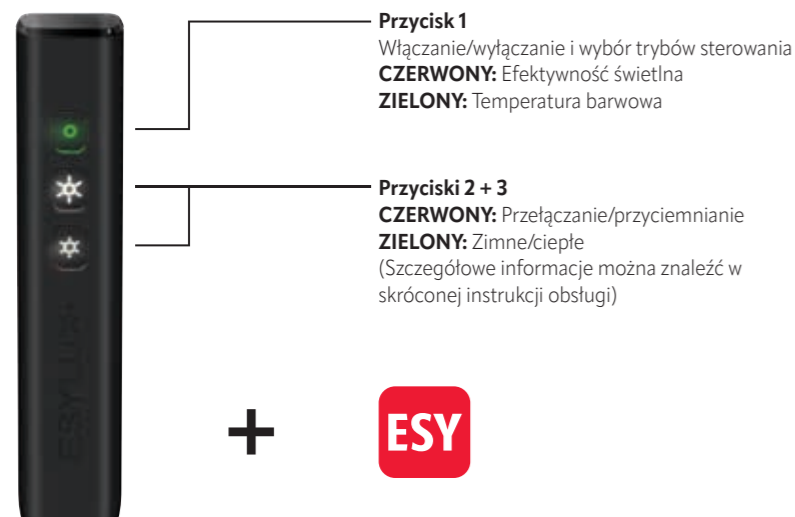 Przycisk 1
Włączanie/wyłączanie i wybór trybów sterowania
CZERWONY: Efektywność świetlna
ZIELONY: Temperatura barwowa
Przyciski 2 + 3
CZERWONY: Przełączanie/przyciemnianie
ZIELONY: Zimne/ciepłe
(Szczegółowe informacje można znaleźć w
skróconej instrukcji obsługi)
ESYLUX
+
ESY